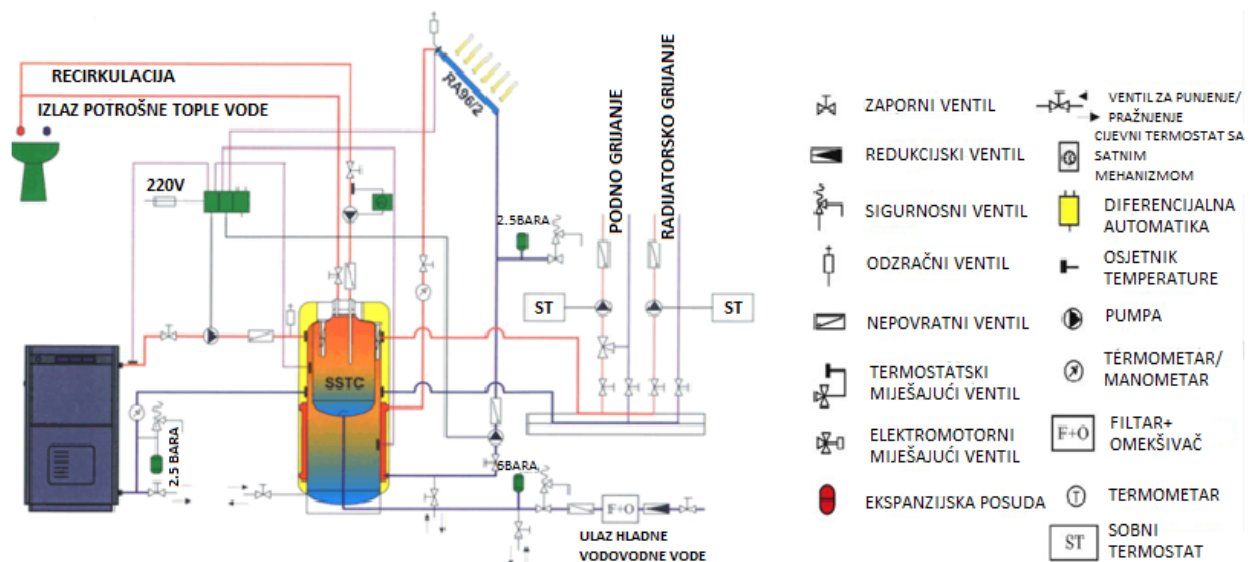 RECIRKULACIJA
IZLAZ POTROŠNE TOPLE VODE
220V
RA96/2
2.5BARA
PODNO GRIJANJE
RADIJATORSKO GRIJANJE
ST
ST
SSTC
2.5 BARA
6BARA
F+O
ULAZ HLADNE
VODOVODNE VODE
ZAPORNI VENTIL
REDUKCIJSKI VENTIL
SIGURNOSNI VENTIL
ODZRAČNI VENTIL
NEPOVRATNI VENTIL
TERMOSTATSKI
MIJEŠAJUĆI VENTIL
ELEKTROMOTORNI
MIJEŠAJUĆI VENTIL
EKSPANZIJSKA POSUDA
VENTIL ZA PUNJENJE/
PRAŽNJENJE
CIJEVNI TERMOSTAT SA
SATNIM
MEHANIZMOM
DIFERENCIJALNA
AUTOMATIKA
OSJETNIK
TEMPERATURE
PUMPA
TERMOMETAR/
MANOMETAR
F+O
FILTAR+
OMEKŠIVAČ
T
TERMOMETAR
ST
SOBNI
TERMOSTAT